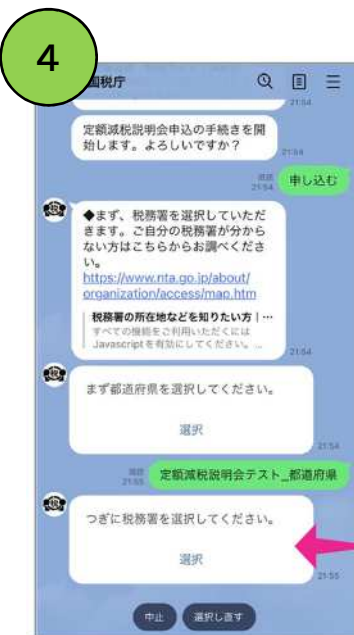 4
国税庁
21:54
定額減税説明会申込の手続きを開
始します。よろしいですか?
21:54
既読
21:54
申し込む
◆まず、税務署を選択していただ
きます。ご自分の税務署が分から
ない方はこちらからお調べくださ
い。
https://www.nta.go.jp/about/
organization/access/map.htm
税務署の所在地などを知りたい方|…
すべての機能をご利用いただくには
Javascriptを有効にしてください。...
21:54
まず都道府県を選択してください。
選択
21:54
既読
21:55
定額減税説明会テスト_都道府県
つぎに税務署を選択してください。
選択
21:55
中止
選択し直す